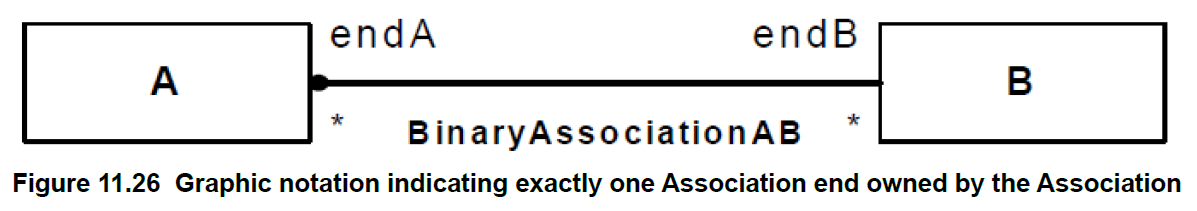 endA endB
A B
* BinaryAssociationAB *
Figure 11.26 Graphic notation indicating exactly one Association end owned by the Association